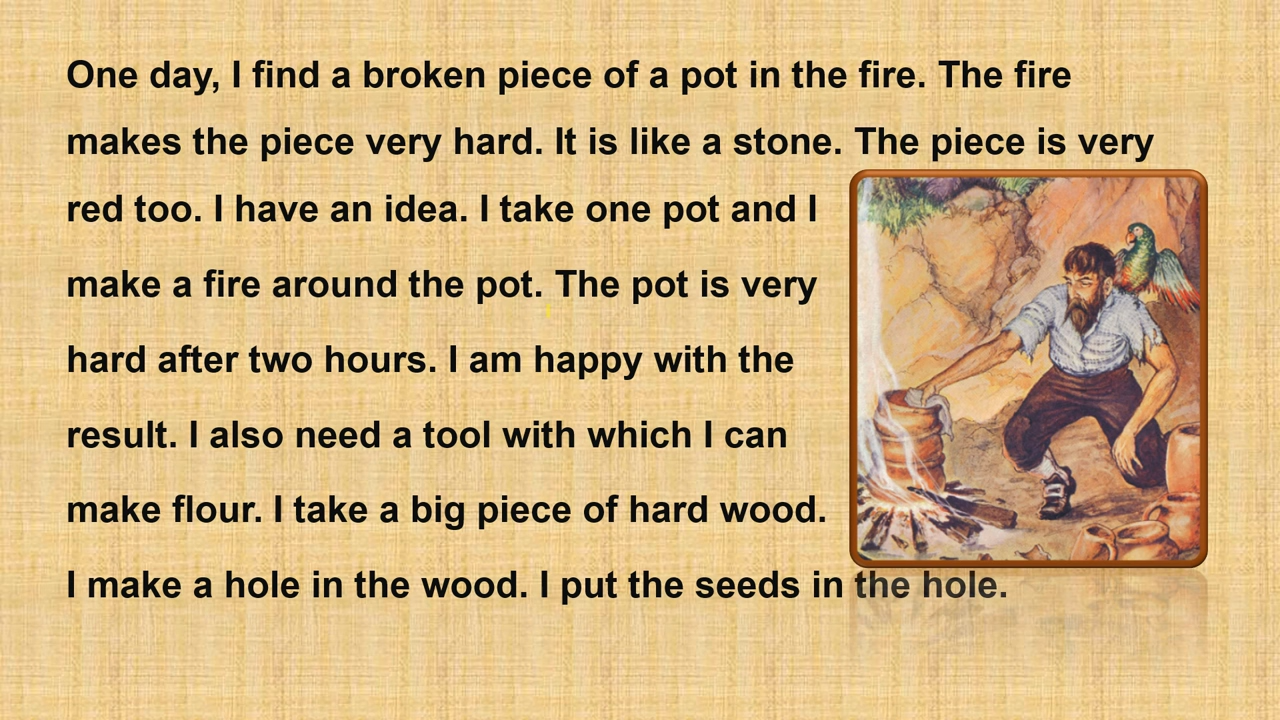 One day, I find a broken piece of a pot in the fire. The fire
makes the piece very hard. It is like a stone. The piece is very
red too. I have an idea. I take one pot and I
make a fire around the pot. The pot is very
hard after two hours. I am happy with the
result. I also need a tool with which I can
make flour. I take a big piece of hard wood.
I make a hole in the wood. I put the seeds in the hole.